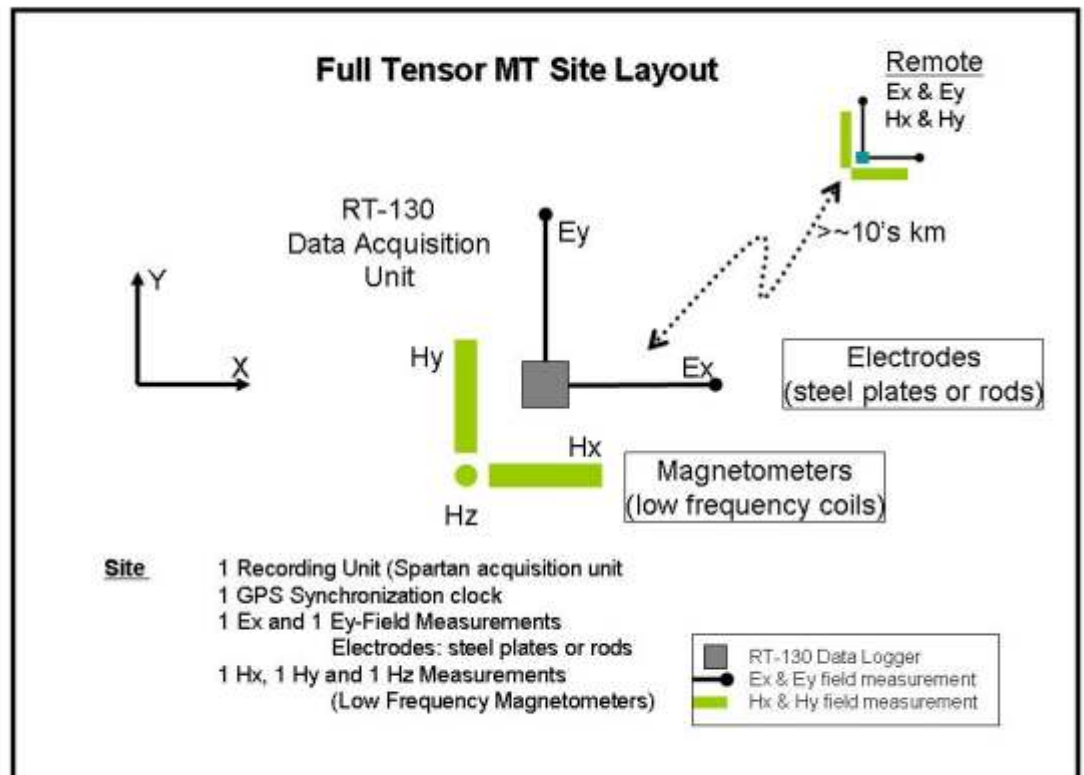 Full Tensor MT Site Layout
Remote
Ex & Ey
Hx & Hy
RT-130
Data Acquisition
Unit
Ey
>~10's km
Y
X
Hy
Ex
Electrodes
(steel plates or rods)
Hx
Magnetometers
(low frequency coils)
Hz
Site
1 Recording Unit (Spartan acquisition unit
1 GPS Synchronization clock
1 Ex and 1 Ey-Field Measurements
Electrodes: steel plates or rods
1 Hx, 1 Hy and 1 Hz Measurements
(Low Frequency Magnetometers)
RT-130 Data Logger
Ex & Ey field measurement
Hx & Hy field measurement